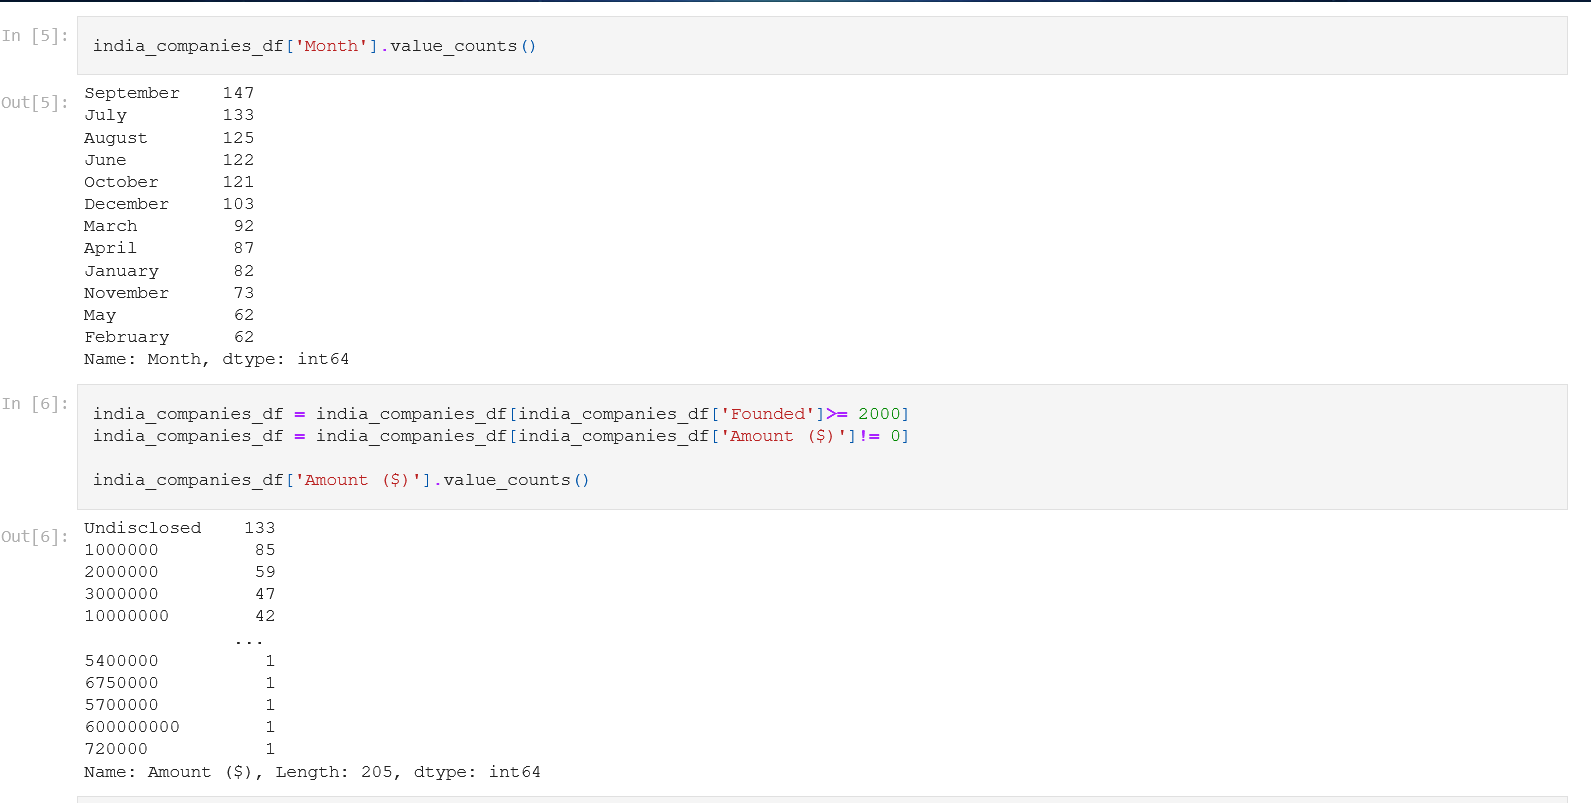 In [5]:
india_companies_df['Month'].value_counts()
Out[5]:
September 147
July 133
August 125
June 122
October 121
December 103
March 92
April 87
January 82
November 73
May 62
February 62
Name: Month, dtype: int64
In [6]:
india_companies_df = india_companies_df[india_companies_df['Founded']>= 2000]
india_companies_df = india_companies_df[india_companies_df['Amount ($)']!= 0]
india_companies_df['Amount ($)'].value_counts()
Out[6]:
Undisclosed 133
1000000 85
2000000 59
3000000 47
10000000 42
...
5400000 1
6750000 1
5700000 1
600000000 1
720000 1
Name: Amount ($), Length: 205, dtype: int64